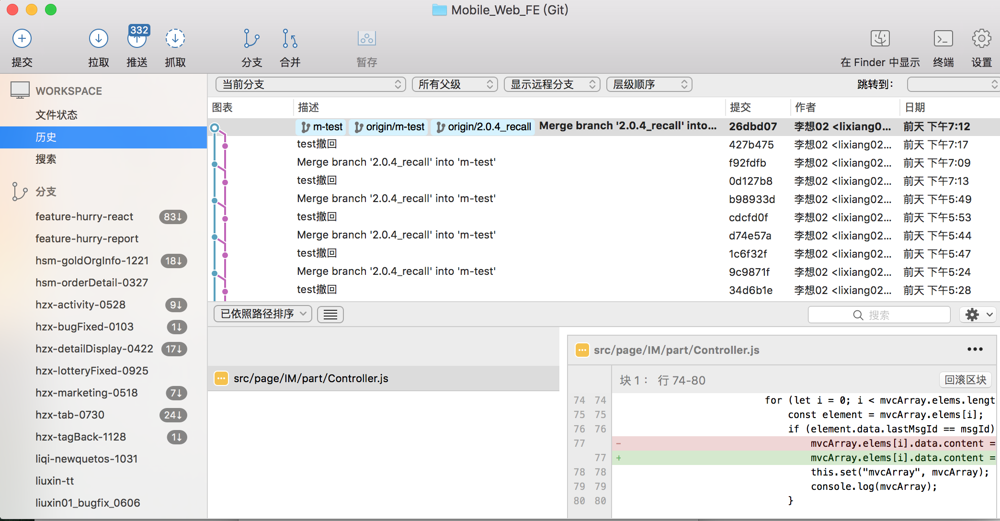 Mobile_Web_FE (Git)
332
提交 拉取 推送 抓取 分支 合并 暂存 在 Finder 中显示 终端 设置
WORKSPACE
文件状态
历史
搜索
分支
feature-hurry-react 83↓
feature-hurry-report
hsm-goldOrgInfo-1221 18↓
hsm-orderDetail-0327
hzx-activity-0528 9↓
hzx-bugFixed-0103 1↓
hzx-detailDisplay-0422 17↓
hzx-lotteryFixed-0925
hzx-marketing-0518 7↓
hzx-tab-0730 24↓
hzx-tagBack-1128 1↓
liqi-newquetos-1031
liuxin-tt
liuxin01_bugfix_0606
当前分支 所有父级 显示远程分支 层级顺序 跳转到：
图表 描述 提交 作者 日期
m-test origin/m-test origin/2.0.4_recall Merge branch '2.0.4_recall' into... 26dbd07 李想02 <lixiang0... 前天 下午7:12
test撤回 427b475 李想02 <lixiang02... 前天 下午7:17
Merge branch '2.0.4_recall' into 'm-test' f92fdfb 李想02 <lixiang02... 前天 下午7:09
test撤回 0d127b8 李想02 <lixiang02... 前天 下午7:13
Merge branch '2.0.4_recall' into 'm-test' b98933d 李想02 <lixiang02... 前天 下午5:49
test撤回 cdcfd0f 李想02 <lixiang02... 前天 下午5:53
Merge branch '2.0.4_recall' into 'm-test' d74e57a 李想02 <lixiang02... 前天 下午5:44
test撤回 1c6f32f 李想02 <lixiang02... 前天 下午5:47
Merge branch '2.0.4_recall' into 'm-test' 9c9871f 李想02 <lixiang02... 前天 下午5:24
test撤回 34d6b1e 李想02 <lixiang02... 前天 下午5:28
已依照路径排序 搜索
src/page/IM/part/Controller.js
src/page/IM/part/Controller.js •••
块 1： 行 74-80 回滚区块
74 74 for (let i = 0; i < mvcArray.elems.lengt
75 75 const element = mvcArray.elems[i];
76 76 if (element.data.lastMsgId == msgId)
77 - mvcArray.elems[i].data.content =
77 + mvcArray.elems[i].data.content =
78 78 this.set("mvcArray", mvcArray);
79 79 console.log(mvcArray);
80 80 }